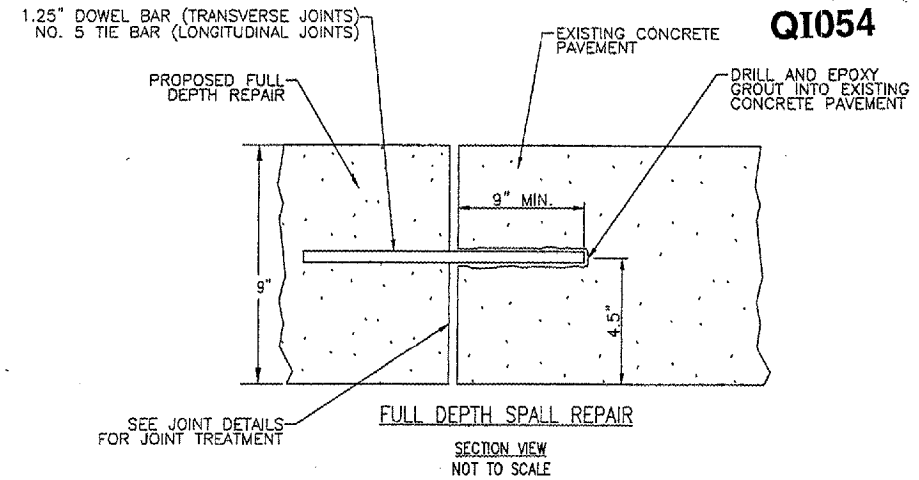 1.25" DOWEL BAR (TRANSVERSE JOINTS)
NO. 5 TIE BAR (LONGITUDINAL JOINTS)
EXISTING CONCRETE
PAVEMENT
QI054
PROPOSED FULL
DEPTH REPAIR
DRILL AND EPOXY
GROUT INTO EXISTING
CONCRETE PAVEMENT
9" MIN.
9"
4.5"
SEE JOINT DETAILS
FOR JOINT TREATMENT
FULL DEPTH SPALL REPAIR
SECTION VIEW
NOT TO SCALE